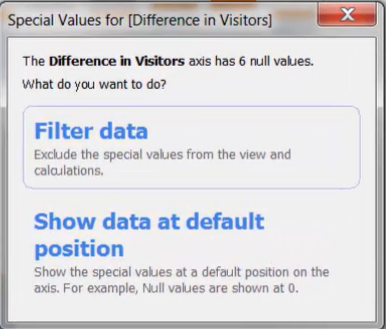 Special Values for [Difference in Visitors]
The Difference in Visitors axis has 6 null values.
What do you want to do?
Filter data
Exclude the special values from the view and
calculations.
Show data at default
position
Show the special values at a default position on the
axis. For example, Null values are shown at 0.